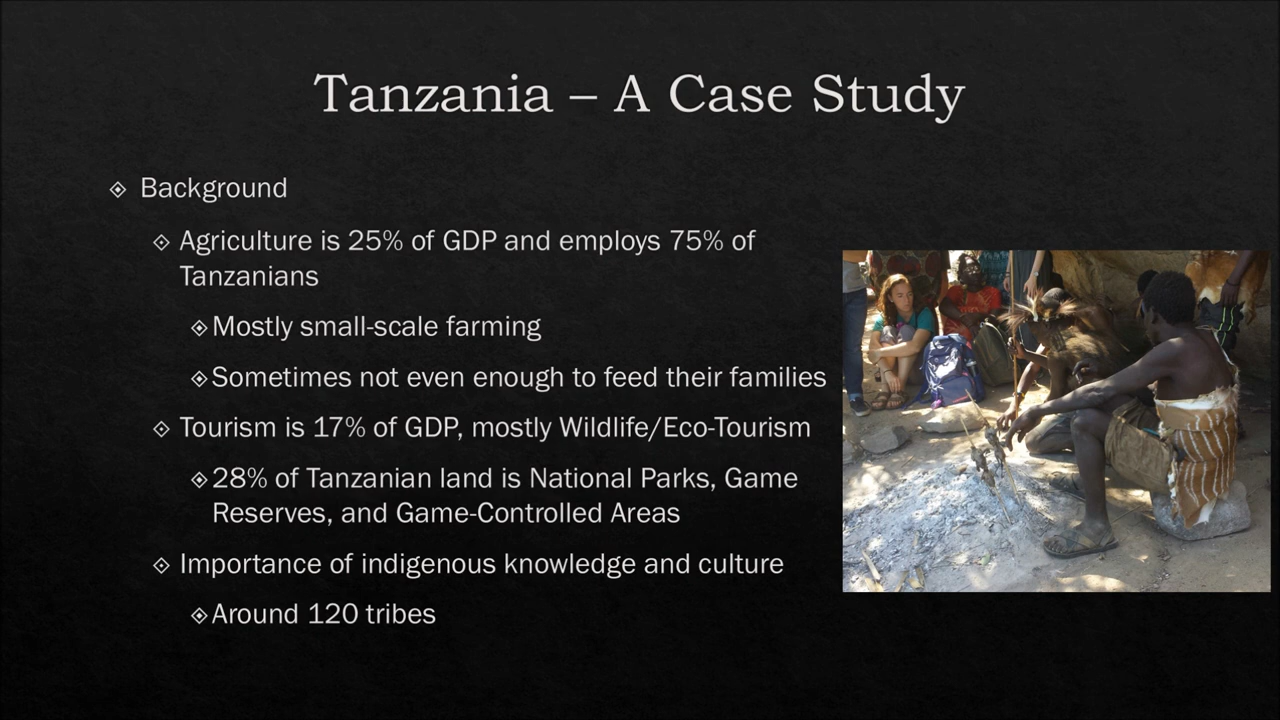 Tanzania – A Case Study
Background
Agriculture is 25% of GDP and employs 75% of
Tanzanians
Mostly small-scale farming
Sometimes not even enough to feed their families
Tourism is 17% of GDP, mostly Wildlife/Eco-Tourism
28% of Tanzanian land is National Parks, Game
Reserves, and Game-Controlled Areas
Importance of indigenous knowledge and culture
Around 120 tribes